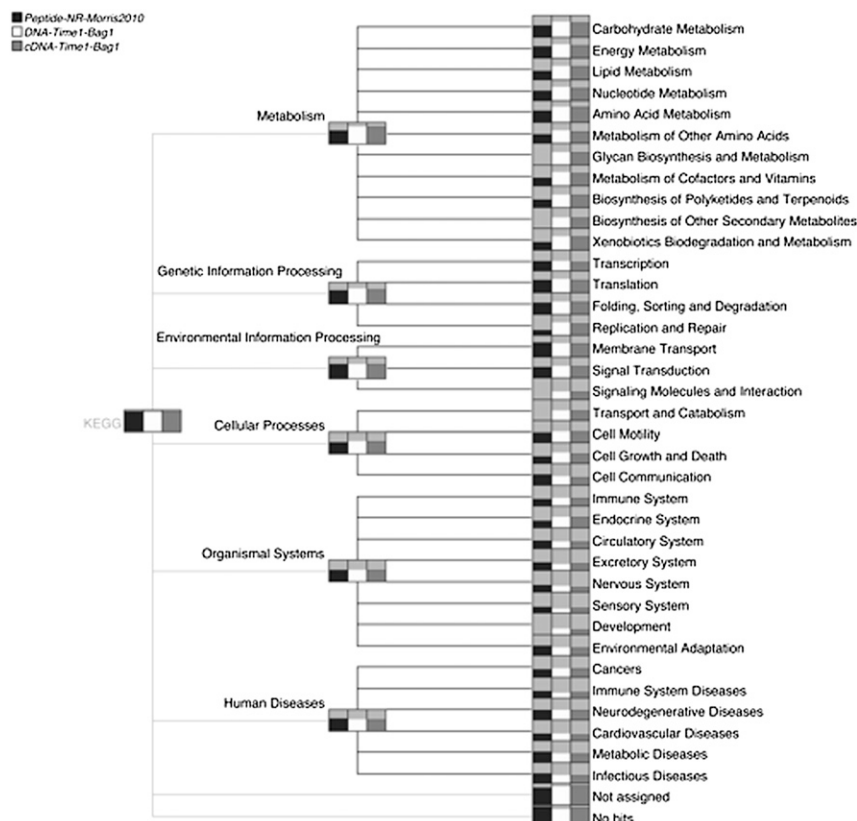 Peptide-NR-Morris2010
DNA-Time1-Bag1
cDNA-Time1-Bag1
KEGG
Metabolism
Carbohydrate Metabolism
Energy Metabolism
Lipid Metabolism
Nucleotide Metabolism
Amino Acid Metabolism
Metabolism of Other Amino Acids
Glycan Biosynthesis and Metabolism
Metabolism of Cofactors and Vitamins
Biosynthesis of Polyketides and Terpenoids
Biosynthesis of Other Secondary Metabolites
Xenobiotics Biodegradation and Metabolism
Genetic Information Processing
Transcription
Translation
Folding, Sorting and Degradation
Replication and Repair
Environmental Information Processing
Membrane Transport
Signal Transduction
Signaling Molecules and Interaction
Cellular Processes
Transport and Catabolism
Cell Motility
Cell Growth and Death
Cell Communication
Organismal Systems
Immune System
Endocrine System
Circulatory System
Excretory System
Nervous System
Sensory System
Development
Environmental Adaptation
Human Diseases
Cancers
Immune System Diseases
Neurodegenerative Diseases
Cardiovascular Diseases
Metabolic Diseases
Infectious Diseases
Not assigned
No hits